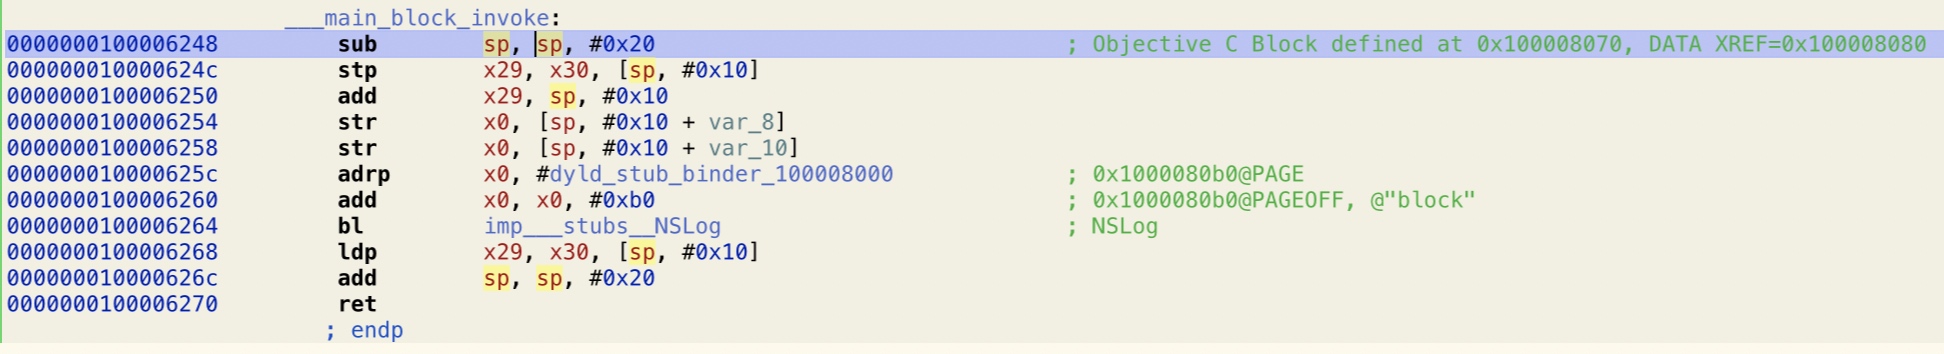 ___main_block_invoke:
0000000100006248 sub sp, sp, #0x20 ; Objective C Block defined at 0x100008070, DATA XREF=0x100008080
000000010000624c stp x29, x30, [sp, #0x10]
0000000100006250 add x29, sp, #0x10
0000000100006254 str x0, [sp, #0x10 + var_8]
0000000100006258 str x0, [sp, #0x10 + var_10]
000000010000625c adrp x0, #dyld_stub_binder_100008000 ; 0x1000080b0@PAGE
0000000100006260 add x0, x0, #0xb0 ; 0x1000080b0@PAGEOFF, @"block"
0000000100006264 bl imp___stubs__NSLog ; NSLog
0000000100006268 ldp x29, x30, [sp, #0x10]
000000010000626c add sp, sp, #0x20
0000000100006270 ret
; endp